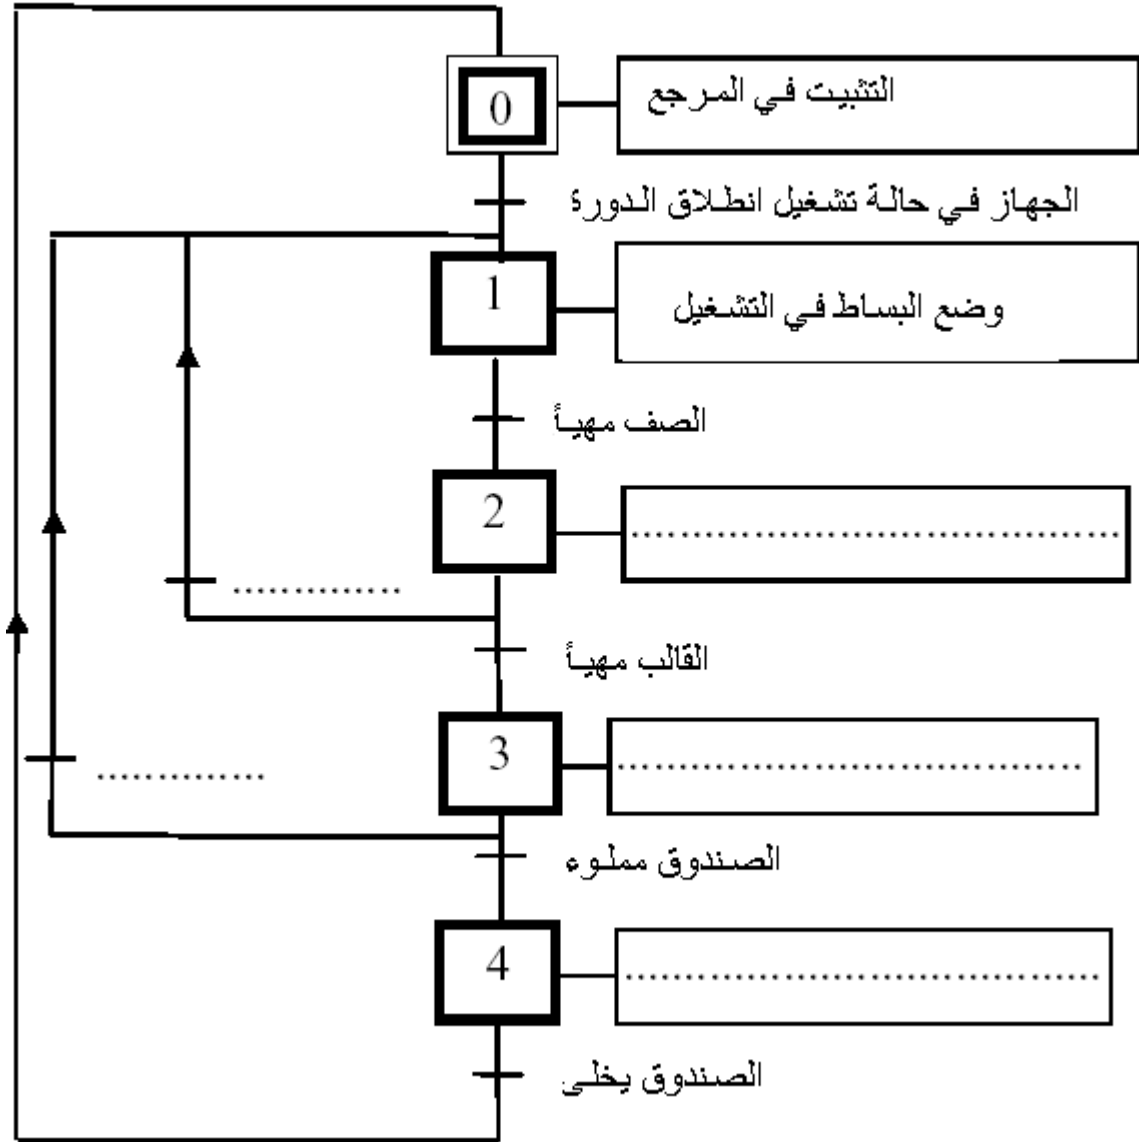 0
التثبيت في المرجع
الجهاز في حالة تشغيل انطلاق الدورة
1
وضع البساط في التشغيل
الصف مهيأ
2
........................................
..............
القالب مهيأ
3
......................................
..............
الصندوق مملوء
4
.......................................
الصندوق يخلى